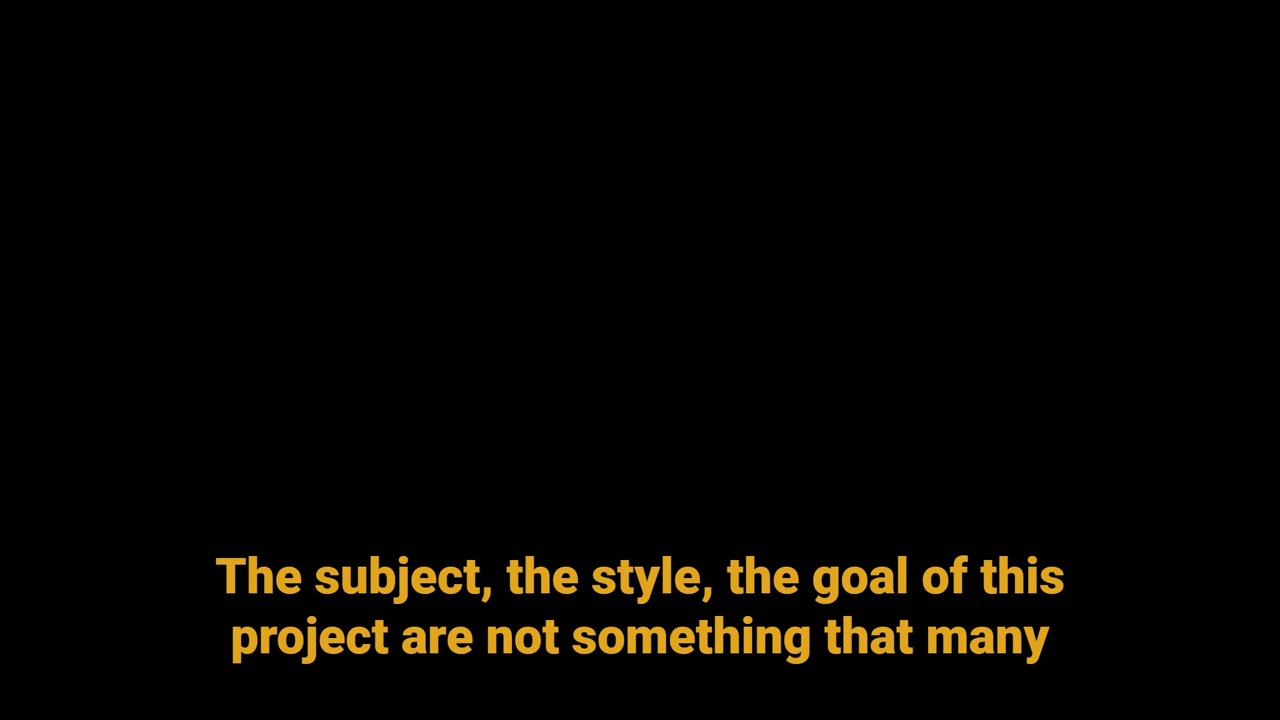 The subject, the style, the goal of this
project are not something that many